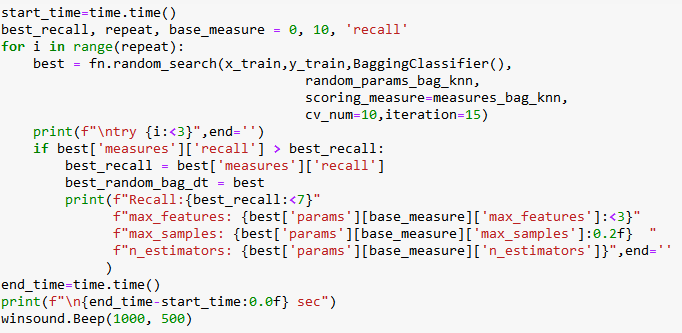 start_time=time.time()
best_recall, repeat, base_measure = 0, 10, 'recall'
for i in range(repeat):
    best = fn.random_search(x_train,y_train,BaggingClassifier(),
                                      random_params_bag_knn,
                                      scoring_measure=measures_bag_knn,
                                      cv_num=10,iteration=15)
    print(f"\ntry {i:<3}",end='')
    if best['measures']['recall'] > best_recall:
        best_recall = best['measures']['recall']
        best_random_bag_dt = best
        print(f"Recall:{best_recall:<7}"
              f"max_features: {best['params'][base_measure]['max_features']:<3}"
              f"max_samples: {best['params'][base_measure]['max_samples']:0.2f}  "
              f"n_estimators: {best['params'][base_measure]['n_estimators']}",end=''
             )
end_time=time.time()
print(f"\n{end_time-start_time:0.0f} sec")
winsound.Beep(1000, 500)